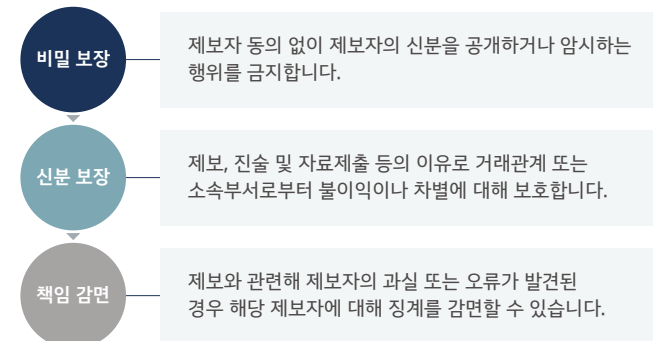 비밀 보장
제보자 동의 없이 제보자의 신분을 공개하거나 암시하는
행위를 금지합니다.
신분 보장
제보, 진술 및 자료제출 등의 이유로 거래관계 또는
소속부서로부터 불이익이나 차별에 대해 보호합니다.
책임 감면
제보와 관련해 제보자의 과실 또는 오류가 발견된
경우 해당 제보자에 대해 징계를 감면할 수 있습니다.